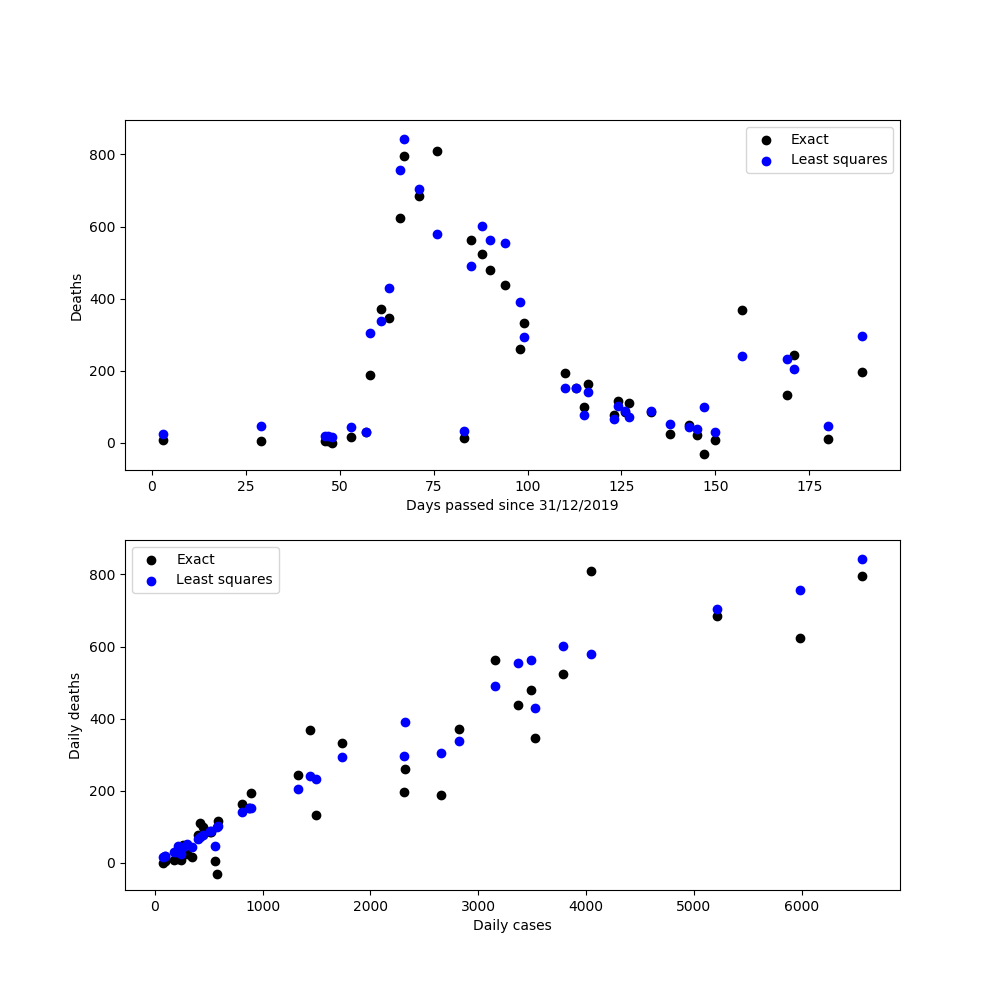 Exact
Least squares
800
600
400
200
0
Deaths
0 25 50 75 100 125 150 175
Days passed since 31/12/2019
Exact
Least squares
800
600
400
200
0
Daily deaths
0 1000 2000 3000 4000 5000 6000
Daily cases